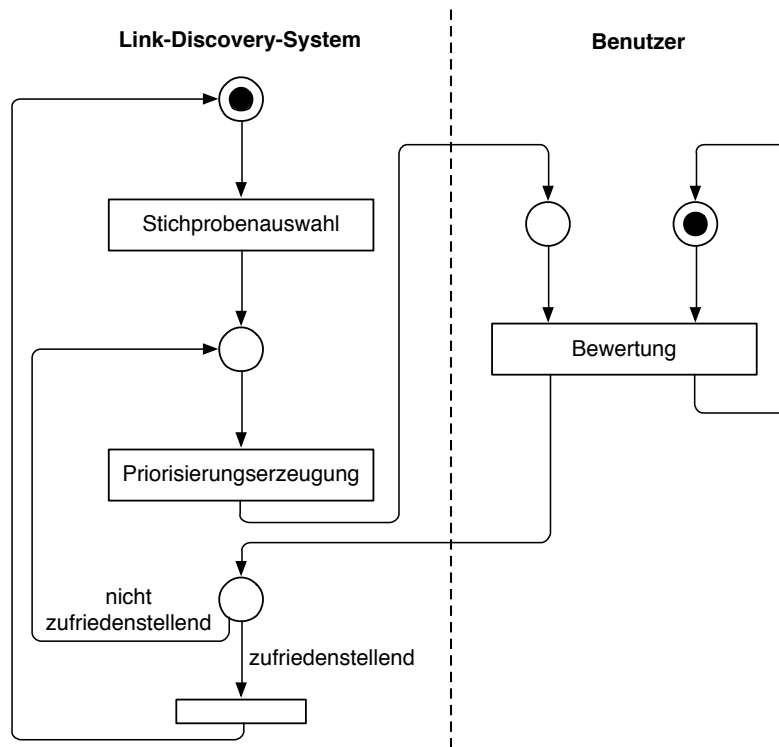 Link-Discovery-System
Benutzer
Stichprobenauswahl
Bewertung
Priorisierungserzeugung
nicht
zufriedenstellend
zufriedenstellend